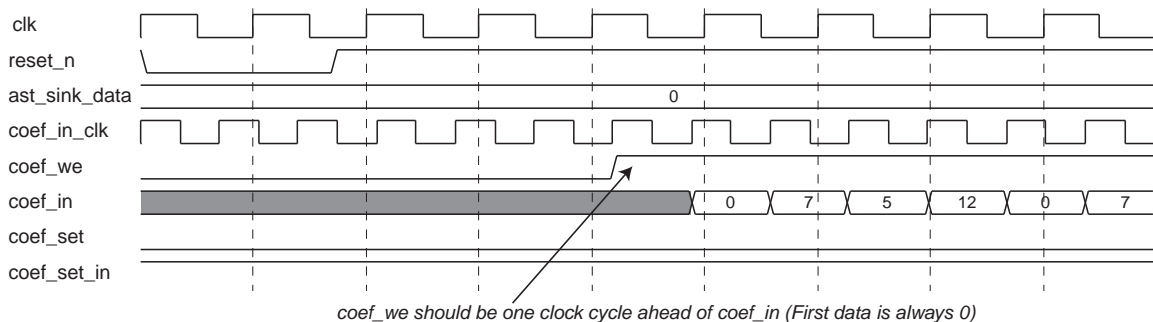 clk
reset_n
ast_sink_data
0
coef_in_clk
coef_we
coef_in
0 7 5 12 0 7
coef_set
coef_set_in
coef_we should be one clock cycle ahead of coef_in (First data is always 0)